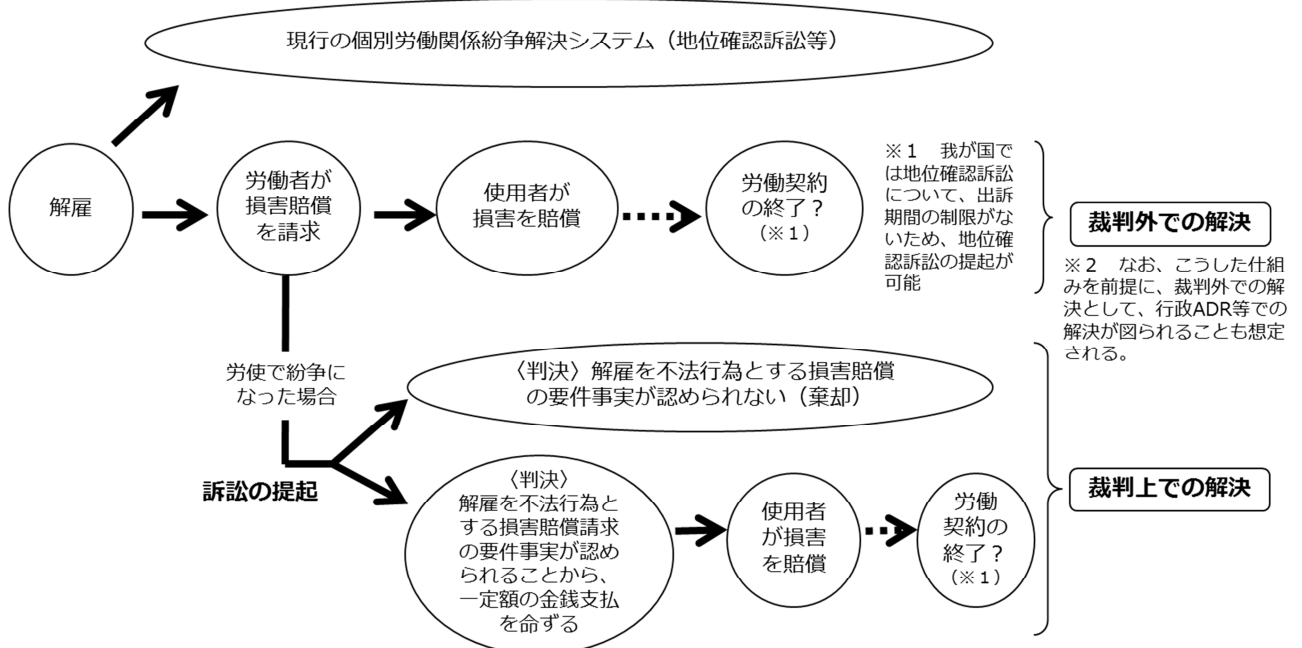 現行の個別労働関係紛争解決システム（地位確認訴訟等）
解雇
労働者が
損害賠償
を請求
使用者が
損害を賠償
労働契約
の終了？
（※１）
※１　我が国で
は地位確認訴訟
について、出訴
期間の制限がな
いため、地位確
認訴訟の提起が
可能
裁判外での解決
※２　なお、こうした仕組
みを前提に、裁判外での解
決として、行政ADR等での
解決が図られることも想定
される。
労使で紛争に
なった場合
訴訟の提起
〈判決〉解雇を不法行為とする損害賠償
の要件事実が認められない（棄却）
〈判決〉
解雇を不法行為と
する損害賠償請求
の要件事実が認め
られることから、
一定額の金銭支払
を命ずる
使用者
が損害
を賠償
労働
契約の
終了？
（※１）
裁判上での解決